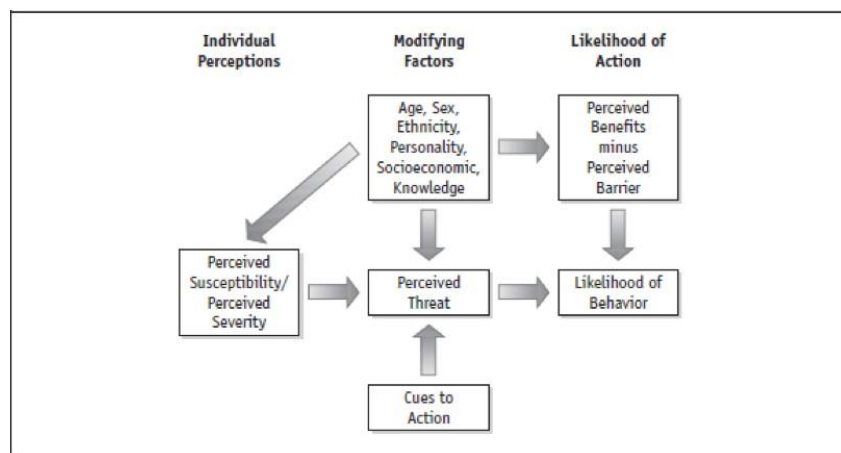 Individual
Perceptions
Modifying
Factors
Likelihood of
Action
Age, Sex,
Ethnicity,
Personality,
Socioeconomic,
Knowledge
Perceived
Benefits
minus
Perceived
Barrier
Perceived
Susceptibility/
Perceived
Severity
Perceived
Threat
Likelihood of
Behavior
Cues to
Action